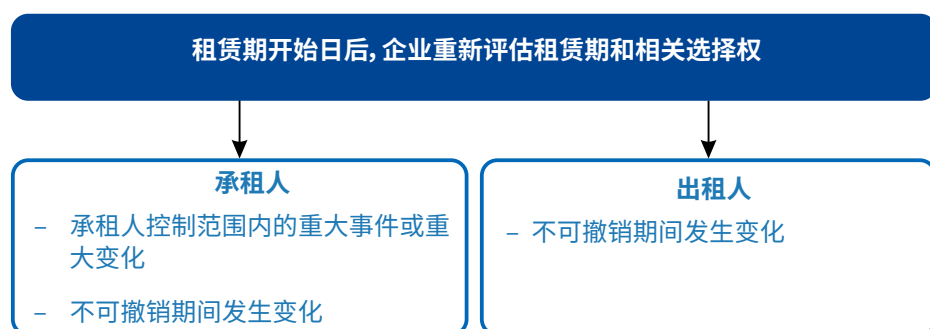 租赁期开始日后, 企业重新评估租赁期和相关选择权
承租人
– 承租人控制范围内的重大事件或重
大变化
– 不可撤销期间发生变化
出租人
– 不可撤销期间发生变化